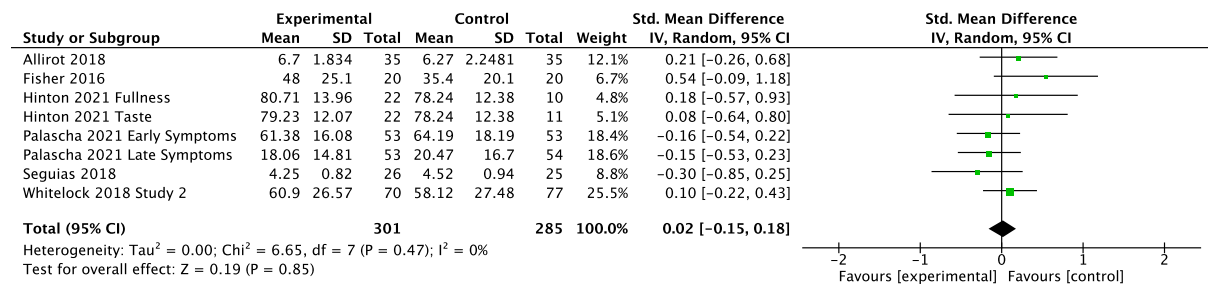 Experimental Control Std. Mean Difference Std. Mean Difference
Study or Subgroup Mean SD Total Mean SD Total Weight IV, Random, 95% CI IV, Random, 95% CI
Allirot 2018 6.7 1.834 35 6.27 2.2481 35 12.1% 0.21 [-0.26, 0.68]
Fisher 2016 48 25.1 20 35.4 20.1 20 6.7% 0.54 [-0.09, 1.18]
Hinton 2021 Fullness 80.71 13.96 22 78.24 12.38 10 4.8% 0.18 [-0.57, 0.93]
Hinton 2021 Taste 79.23 12.07 22 78.24 12.38 11 5.1% 0.08 [-0.64, 0.80]
Palascha 2021 Early Symptoms 61.38 16.08 53 64.19 18.19 53 18.4% -0.16 [-0.54, 0.22]
Palascha 2021 Late Symptoms 18.06 14.81 53 20.47 16.7 54 18.6% -0.15 [-0.53, 0.23]
Seguias 2018 4.25 0.82 26 4.52 0.94 25 8.8% -0.30 [-0.85, 0.25]
Whitelock 2018 Study 2 60.9 26.57 70 58.12 27.48 77 25.5% 0.10 [-0.22, 0.43]
Total (95% CI) 301 285 100.0% 0.02 [-0.15, 0.18]
Heterogeneity: Tau² = 0.00; Chi² = 6.65, df = 7 (P = 0.47); I² = 0%
Test for overall effect: Z = 0.19 (P = 0.85)
-2 -1 0 1 2
Favours [experimental] Favours [control]